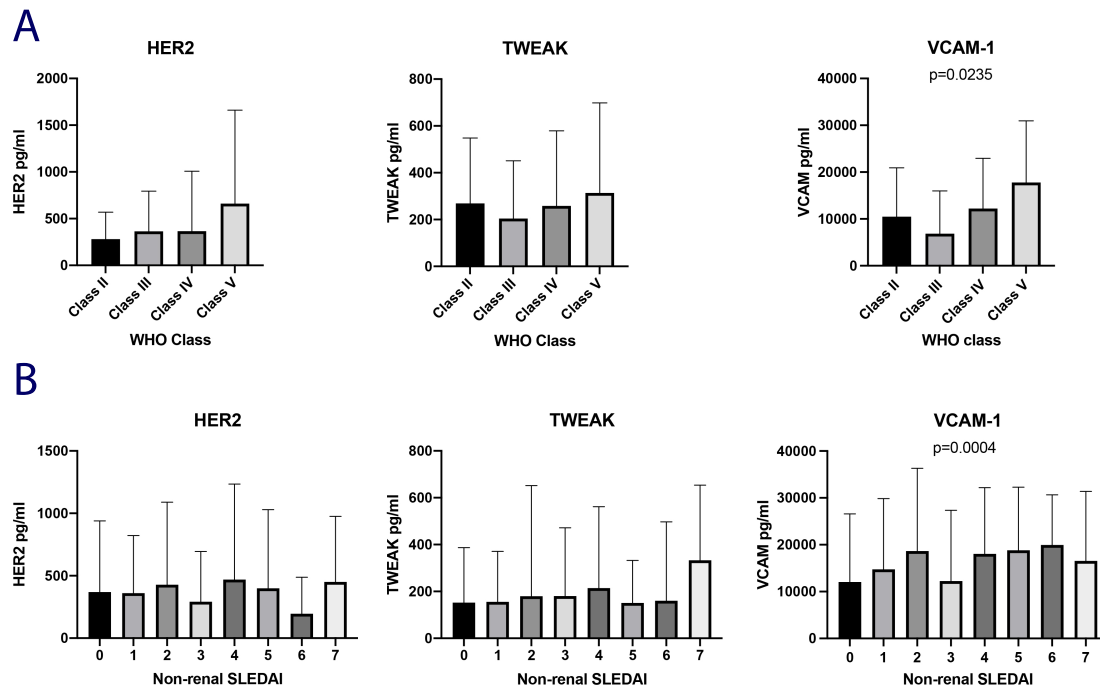 A
HER2
2000
1500
1000
500
0
HER2 pg/ml
Class II
Class III
Class IV
Class V
WHO Class
TWEAK
800
600
400
200
0
TWEAK pg/ml
Class II
Class III
Class IV
Class V
WHO Class
VCAM-1
p=0.0235
40000
30000
20000
10000
0
VCAM pg/ml
Class II
Class III
Class IV
Class V
WHO class
B
HER2
1500
1000
500
0
HER2 pg/ml
0 1 2 3 4 5 6 7
Non-renal SLEDAI
TWEAK
800
600
400
200
0
TWEAK pg/ml
0 1 2 3 4 5 6 7
Non-renal SLEDAI
VCAM-1
p=0.0004
40000
30000
20000
10000
0
VCAM pg/ml
0 1 2 3 4 5 6 7
Non-renal SLEDAI